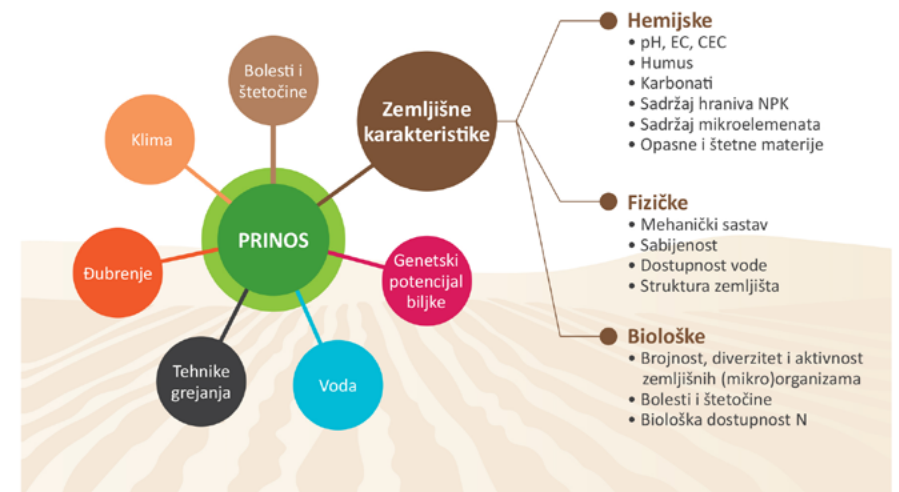 Bolesti i
štetočine
Klima
Zemljišne
karakteristike
PRINOS
Đubrenje
Genetski
potencijal
biljke
Tehnike
grejanja
Voda
Hemijske
• pH, EC, CEC
• Humus
• Karbonati
• Sadržaj hraniva NPK
• Sadržaj mikroelemenata
• Opasne i štetne materije
Fizičke
• Mehanički sastav
• Sabijenost
• Dostupnost vode
• Struktura zemljišta
Biološke
• Brojnost, diverzitet i aktivnost
zemljišnih (mikro)organizama
• Bolesti i štetočine
• Biološka dostupnost N